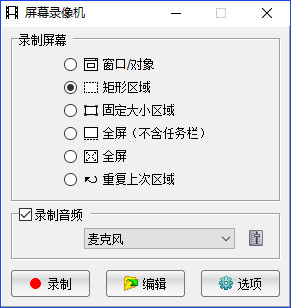 屏幕录像机
录制屏幕
窗口/对象
矩形区域
固定大小区域
全屏（不含任务栏）
全屏
重复上次区域
录制音频
麦克风
录制
编辑
选项